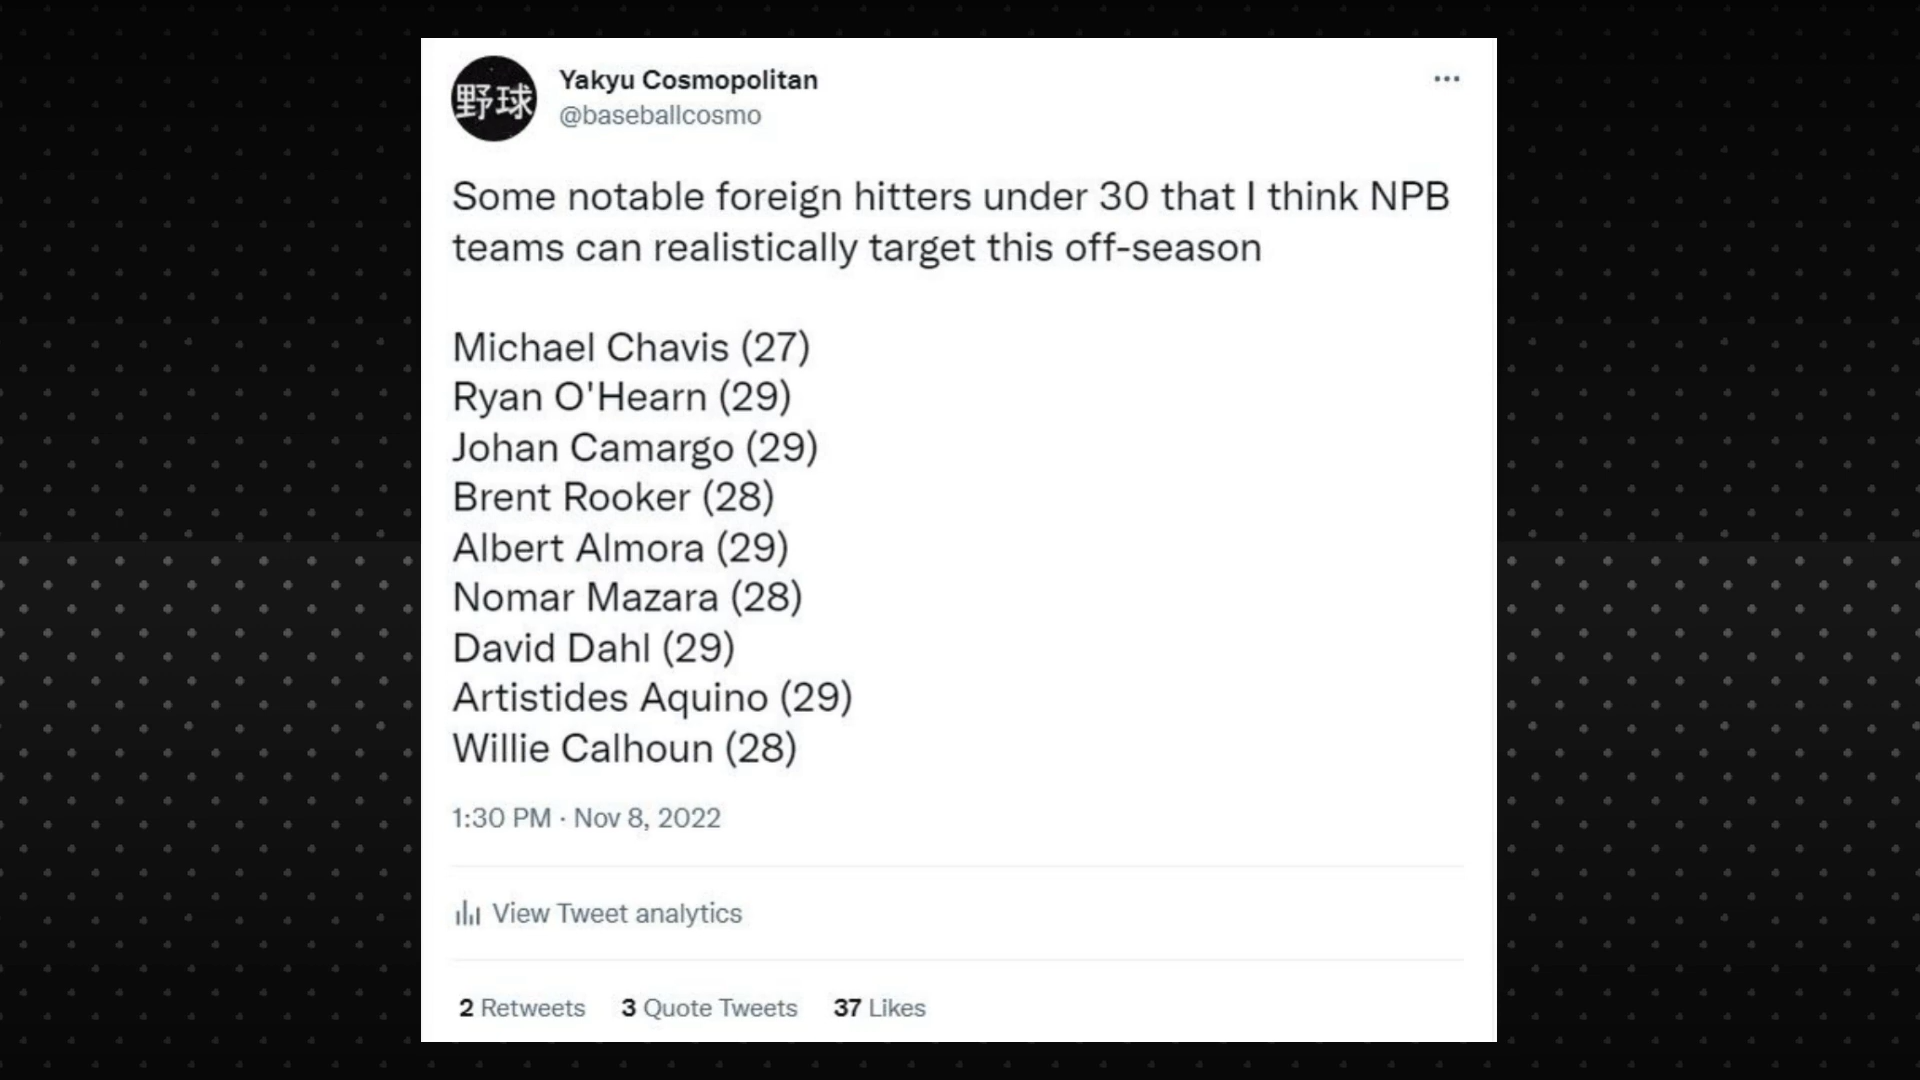 野球
Yakyu Cosmopolitan
@baseballcosmo
Some notable foreign hitters under 30 that I think NPB
teams can realistically target this off-season
Michael Chavis (27)
Ryan O'Hearn (29)
Johan Camargo (29)
Brent Rooker (28)
Albert Almora (29)
Nomar Mazara (28)
David Dahl (29)
Artistides Aquino (29)
Willie Calhoun (28)
1:30 PM · Nov 8, 2022
View Tweet analytics
2 Retweets 3 Quote Tweets 37 Likes